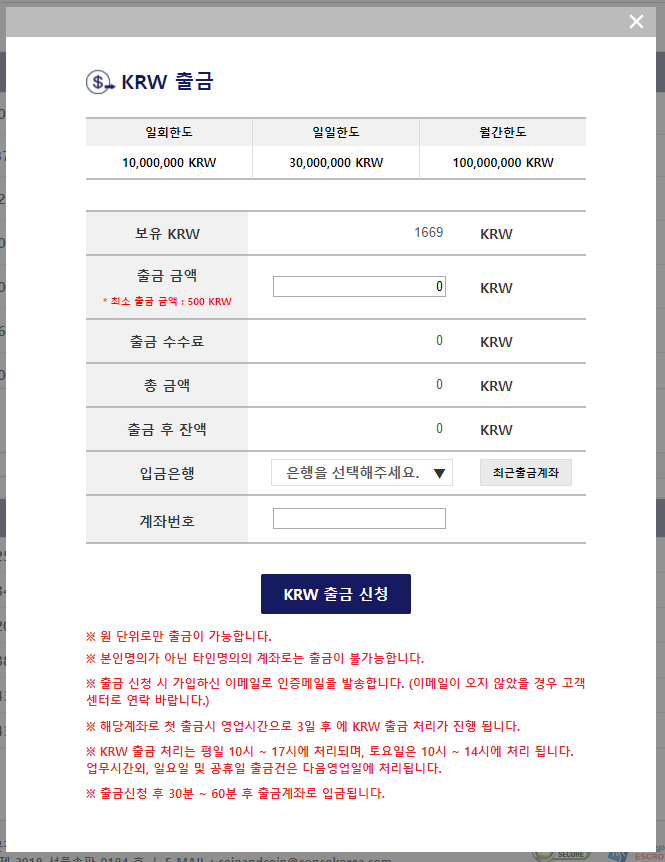 KRW 출금
일회한도 일일한도 월간한도
10,000,000 KRW 30,000,000 KRW 100,000,000 KRW
보유 KRW 1669 KRW
출금 금액 0 KRW
* 최소 출금 금액 : 500 KRW
출금 수수료 0 KRW
총 금액 0 KRW
출금 후 잔액 0 KRW
입금은행 은행을 선택해주세요. ▼ 최근출금계좌
계좌번호
KRW 출금 신청
※ 원 단위로만 출금이 가능합니다.
※ 본인명의가 아닌 타인명의의 계좌로는 출금이 불가능합니다.
※ 출금 신청 시 가입하신 이메일로 인증메일을 발송합니다. (이메일이 오지 않았을 경우 고객
센터로 연락 바랍니다.)
※ 해당계좌로 첫 출금시 영업시간으로 3일 후 에 KRW 출금 처리가 진행 됩니다.
※ KRW 출금 처리는 평일 10시 ~ 17시에 처리되며, 토요일은 10시 ~ 14시에 처리 됩니다.
업무시간외, 일요일 및 공휴일 출금건은 다음영업일에 처리됩니다.
※ 출금신청 후 30분 ~ 60분 후 출금계좌로 입금됩니다.
SECURE
ESCRO